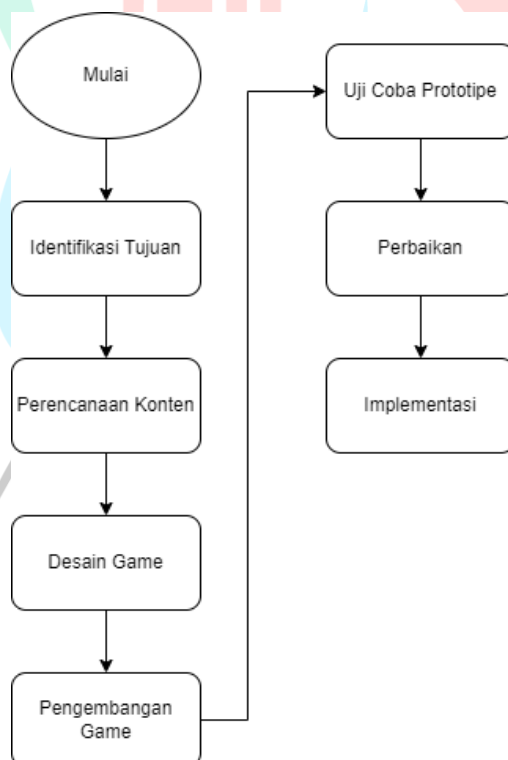 Mulai
Identifikasi Tujuan
Perencanaan Konten
Desain Game
Pengembangan
Game
Uji Coba Prototipe
Perbaikan
Implementasi